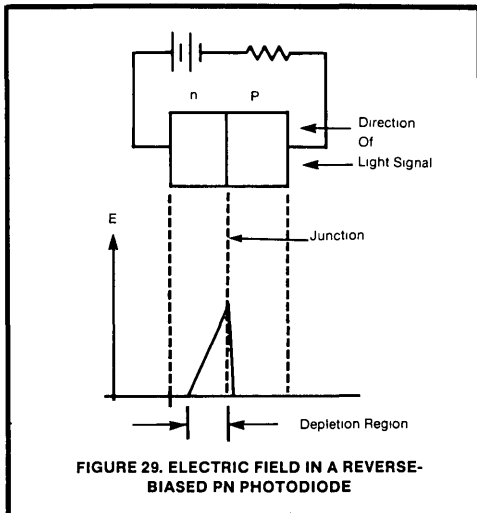 n P
Direction
Of
Light Signal
E
Junction
Depletion Region
FIGURE 29. ELECTRIC FIELD IN A REVERSE-
BIASED PN PHOTODIODE